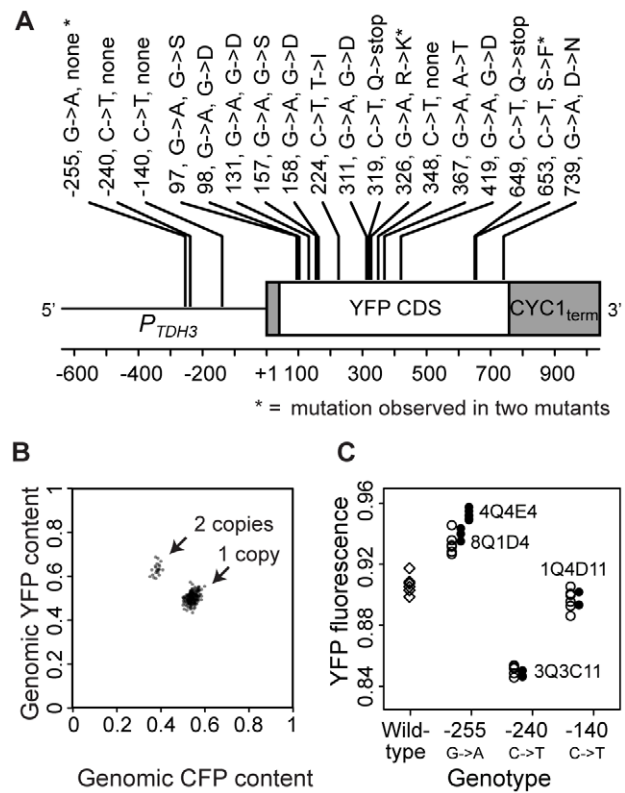 A
-255, G->A, none *
-240, C->T, none
-140, C->T, none
97, G->A, G->S
98, G->A, G->D
131, G->A, G->D
157, G->A, G->S
158, G->A, G->D
224, C->T, T->I
311, G->A, G->D
319, C->T, Q->stop
326, G->A, R->K*
348, C->T, none
367, G->A, A->T
419, G->A, G->D
649, C->T, Q->stop
653, C->T, S->F*
739, G->A, D->N
5’ PTDH3 YFP CDS CYC1term 3’
-600 -400 -200 +1 100 300 500 700 900
* = mutation observed in two mutants
B
Genomic YFP content
1
0.8
0.6
0.4
0.2
0
2 copies
1 copy
0 0.2 0.4 0.6 0.8 1
Genomic CFP content
C
YFP fluorescence
0.96
0.92
0.88
0.84
4Q4E4
8Q1D4
1Q4D11
3Q3C11
Wild- -255 -240 -140
type G->A C->T C->T
Genotype